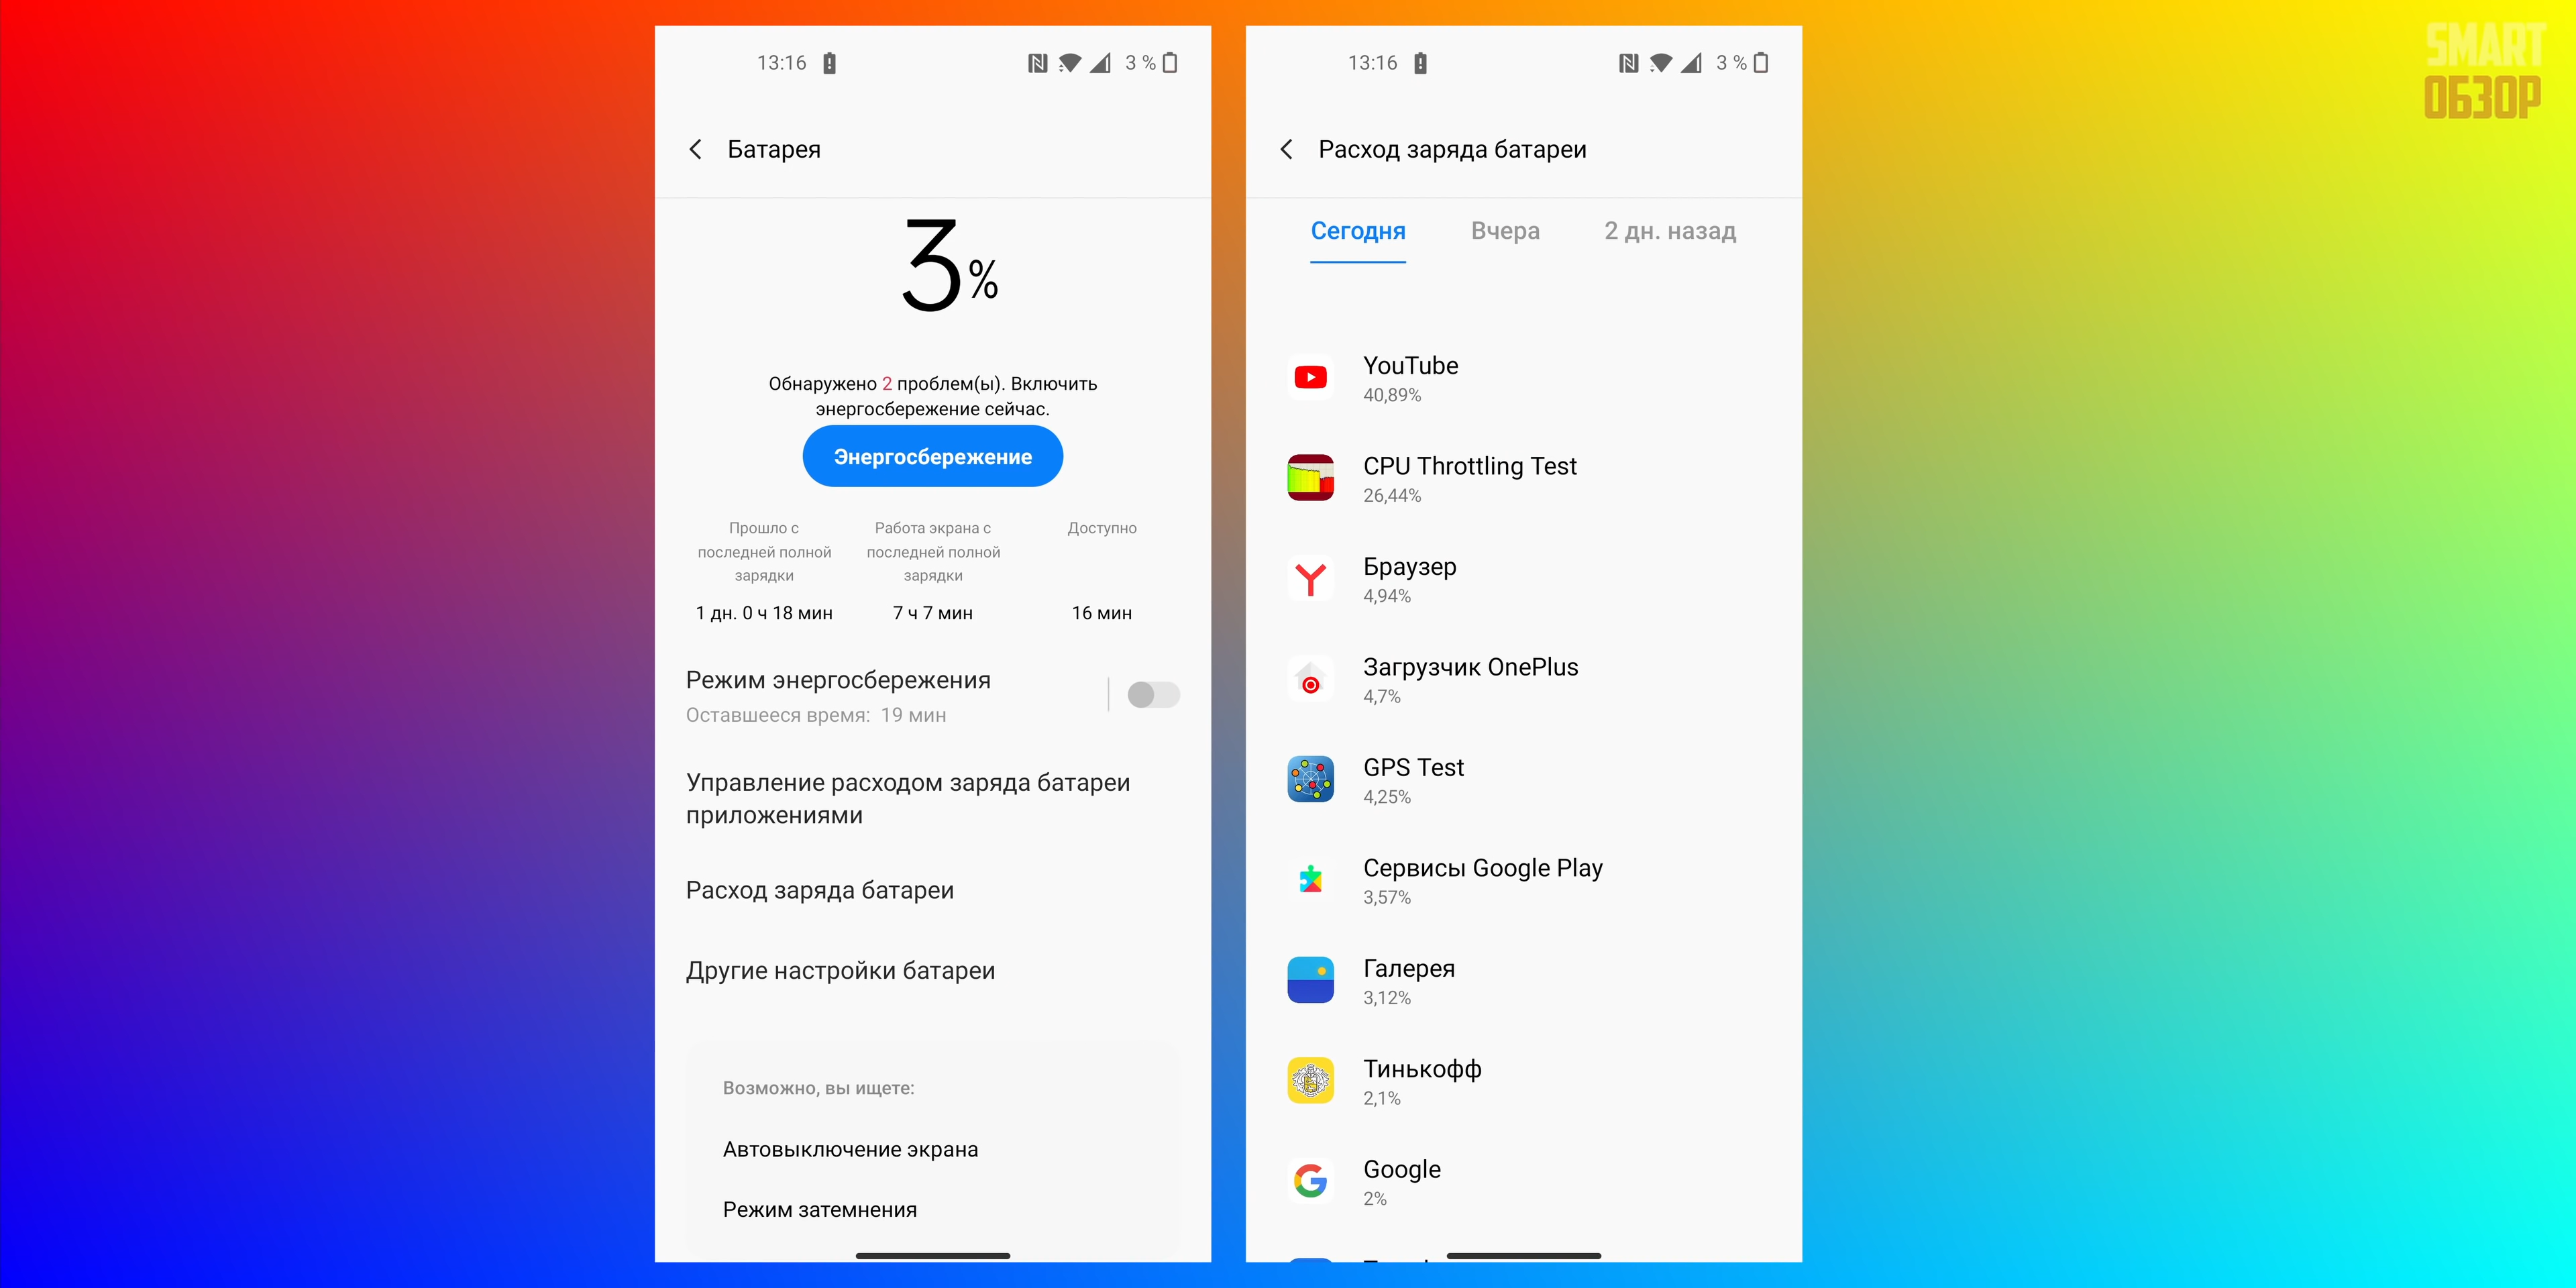 SMART
ОБЗОР
13:16
3 %
Батарея
3%
Обнаружено 2 проблем(ы). Включить
энергосбережение сейчас.
Энергосбережение
Прошло с
последней полной
зарядки
1 дн. 0 ч 18 мин
Работа экрана с
последней полной
зарядки
7 ч 7 мин
Доступно
16 мин
Режим энергосбережения
Оставшееся время: 19 мин
Управление расходом заряда батареи
приложениями
Расход заряда батареи
Другие настройки батареи
Возможно, вы ищете:
Автовыключение экрана
Режим затемнения
13:16
3 %
Расход заряда батареи
Сегодня Вчера 2 дн. назад
YouTube
40,89%
CPU Throttling Test
26,44%
Браузер
4,94%
Загрузчик OnePlus
4,7%
GPS Test
4,25%
Сервисы Google Play
3,57%
Галерея
3,12%
Тинькофф
2,1%
Google
2%